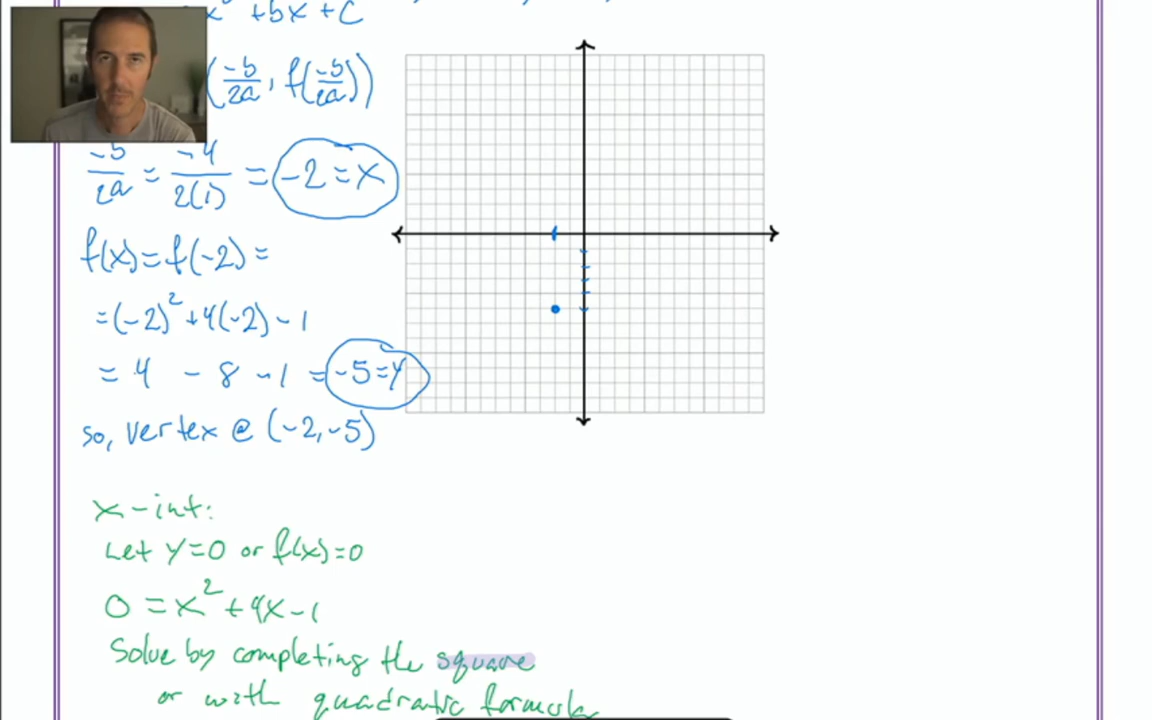 x² + bx + c
(-b/2a, f(-b/2a))
-b/2a = -4/2(1) = -2 = x
f(x) = f(-2) =
= (-2)² + 4(-2) - 1
= 4 - 8 - 1 = -5 = y
so, vertex @ (-2, -5)
x-int:
Let y=0 or f(x)=0
0 = x² + 4x - 1
Solve by completing the square
or with quadratic formula